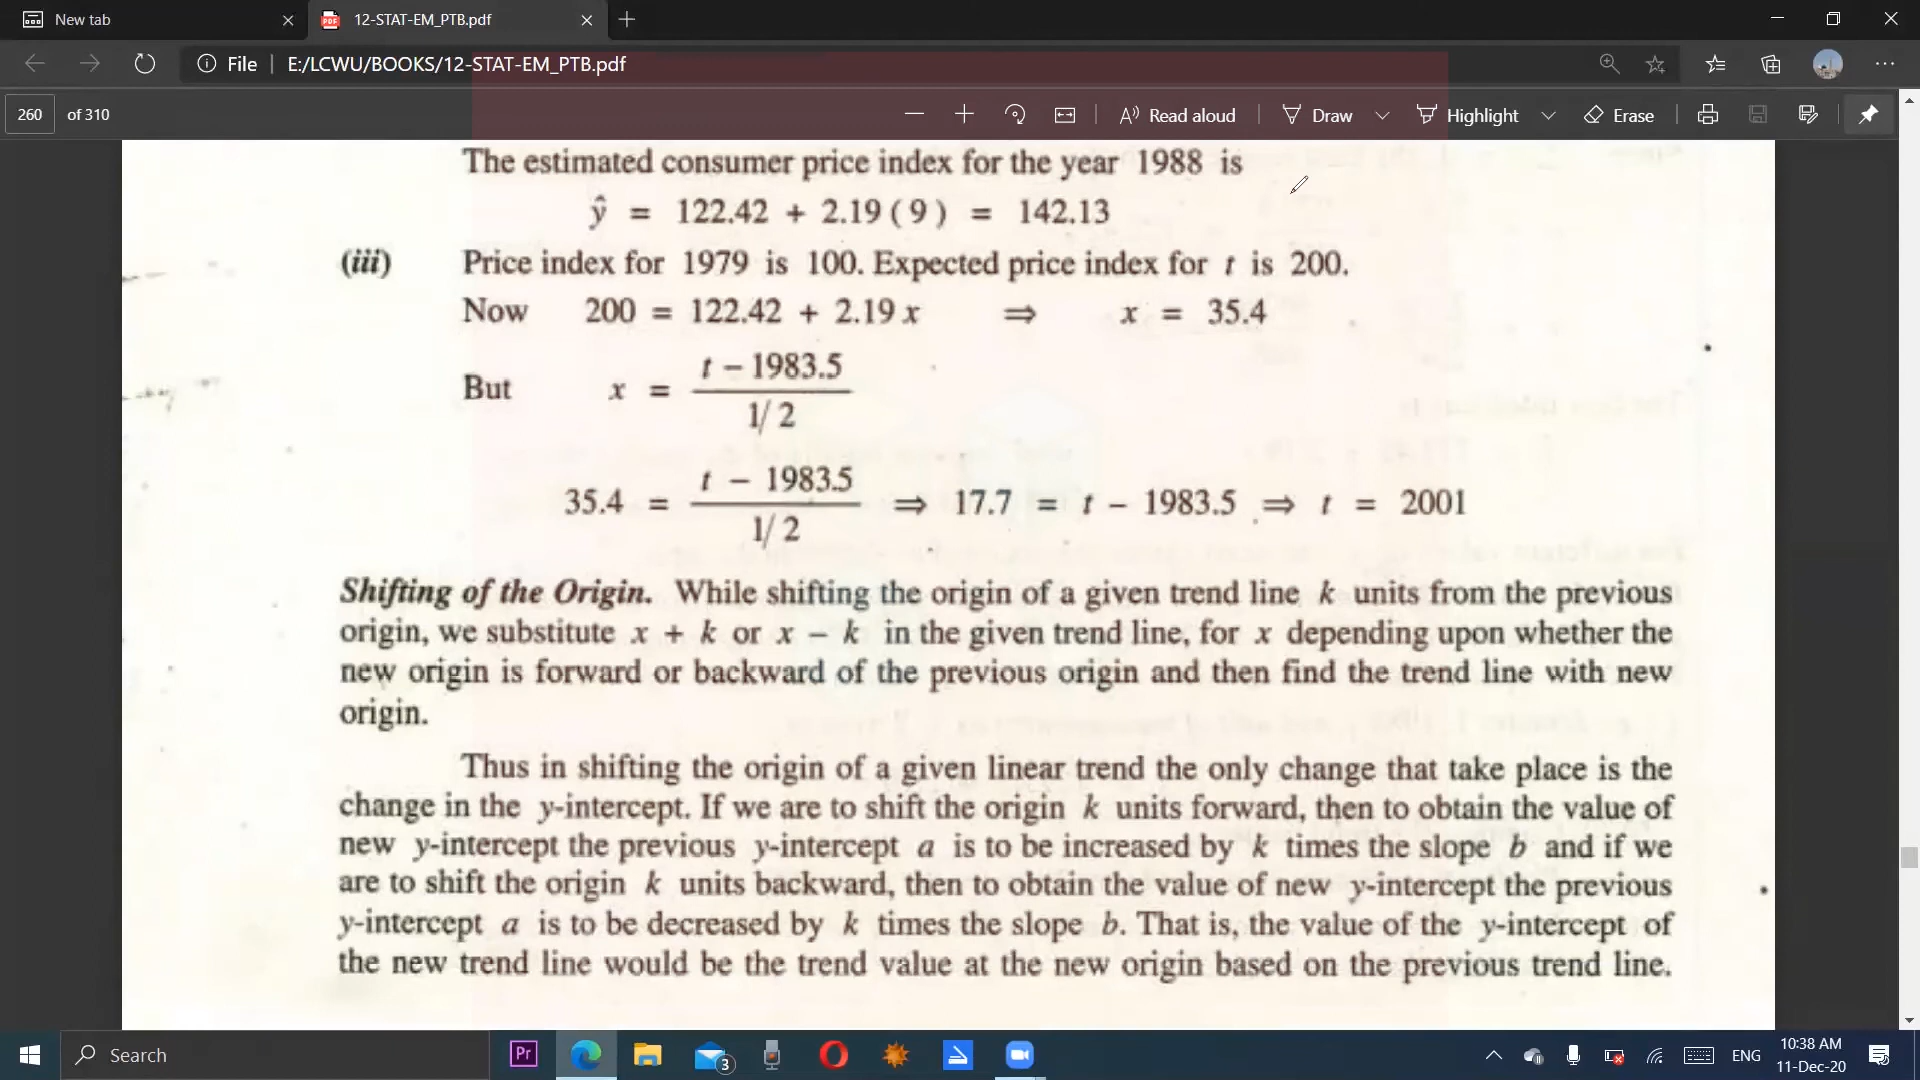 New tab
12-STAT-EM_PTB.pdf
File
E:/LCWU/BOOKS/12-STAT-EM_PTB.pdf
260 of 310
Read aloud
Draw
Highlight
Erase
The estimated consumer price index for the year 1988 is
ŷ = 122.42 + 2.19 ( 9 ) = 142.13
(iii) Price index for 1979 is 100. Expected price index for t is 200.
Now 200 = 122.42 + 2.19 x ⇒ x = 35.4
But x = (t − 1983.5) / (1/2)
35.4 = (t − 1983.5) / (1/2) ⇒ 17.7 = t − 1983.5 ⇒ t = 2001
Shifting of the Origin. While shifting the origin of a given trend line k units from the previous
origin, we substitute x + k or x − k in the given trend line, for x depending upon whether the
new origin is forward or backward of the previous origin and then find the trend line with new
origin.
Thus in shifting the origin of a given linear trend the only change that take place is the
change in the y-intercept. If we are to shift the origin k units forward, then to obtain the value of
new y-intercept the previous y-intercept a is to be increased by k times the slope b and if we
are to shift the origin k units backward, then to obtain the value of new y-intercept the previous
y-intercept a is to be decreased by k times the slope b. That is, the value of the y-intercept of
the new trend line would be the trend value at the new origin based on the previous trend line.
Search
Pr
3
ENG
10:38 AM
11-Dec-20